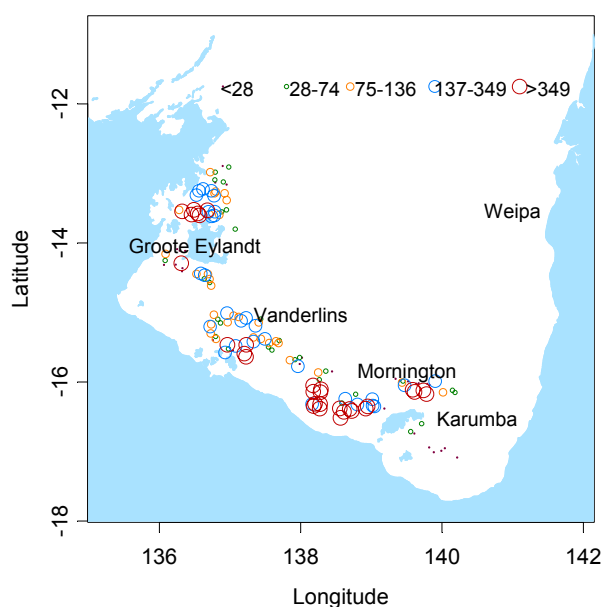 -12
-14
-16
-18
Latitude
<28 28-74 75-136 137-349 >349
Weipa
Groote Eylandt
Vanderlins
Mornington
Karumba
136 138 140 142
Longitude